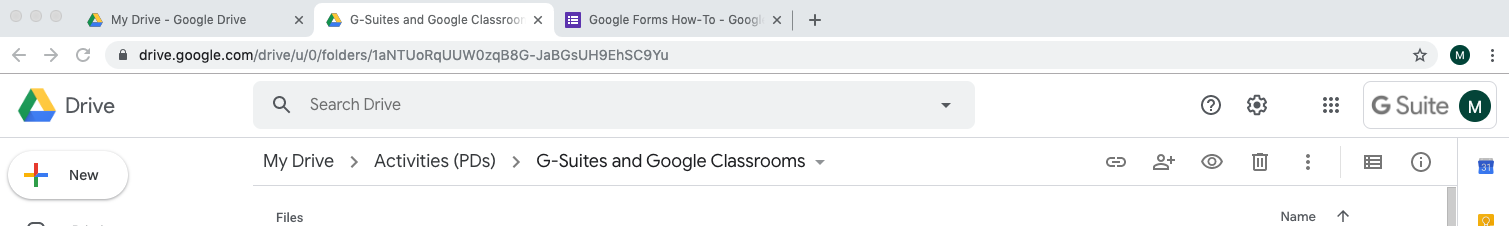 My Drive - Google Drive
G-Suites and Google Classroom
Google Forms How-To - Googl
drive.google.com/drive/u/0/folders/1aNTUoRqUUW0zqB8G-JaBGsUH9EhSC9Yu
M
Drive
Search Drive
G Suite
M
New
My Drive > Activities (PDs) > G-Suites and Google Classrooms
31
Files
Name